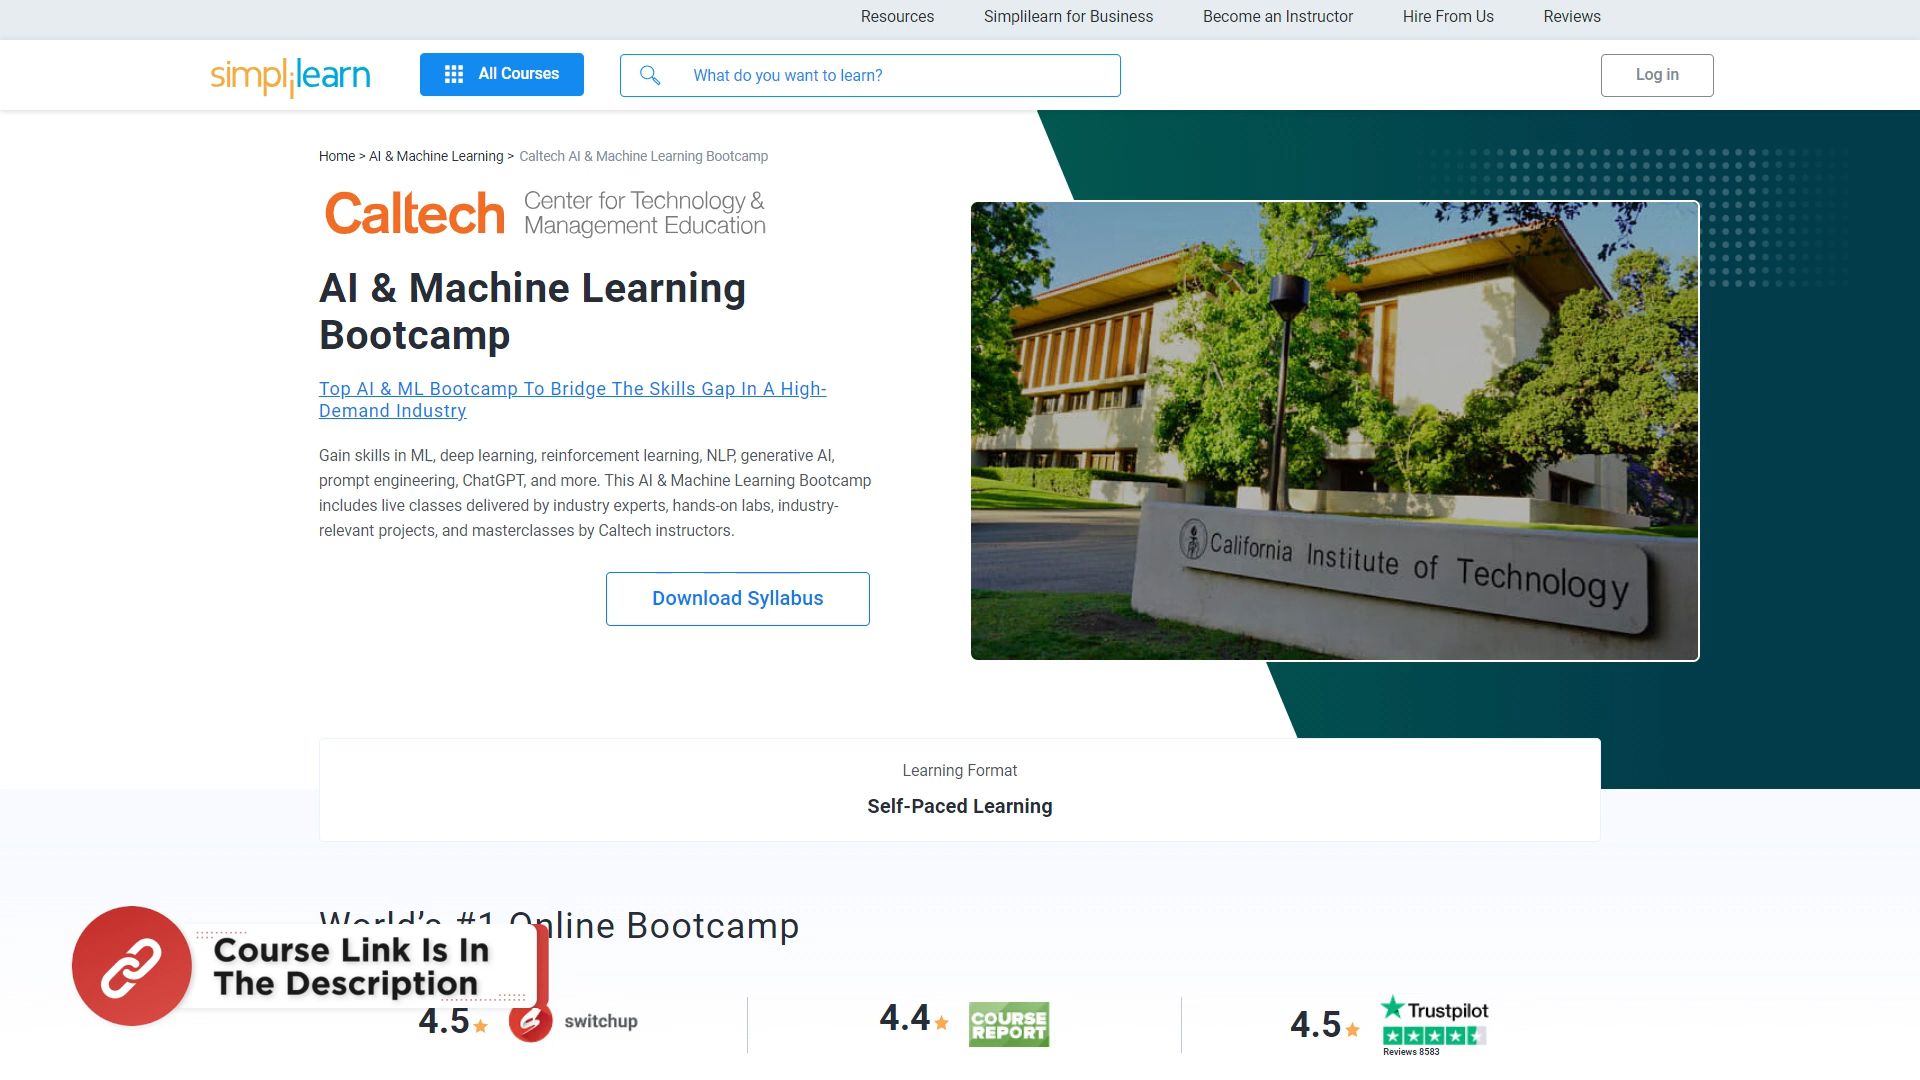 Resources Simplilearn for Business Become an Instructor Hire From Us Reviews
simplilearn All Courses What do you want to learn? Log in
Home > AI & Machine Learning > Caltech AI & Machine Learning Bootcamp
Caltech Center for Technology &
Management Education
AI & Machine Learning
Bootcamp
Top AI & ML Bootcamp To Bridge The Skills Gap In A High-
Demand Industry
Gain skills in ML, deep learning, reinforcement learning, NLP, generative AI,
prompt engineering, ChatGPT, and more. This AI & Machine Learning Bootcamp
includes live classes delivered by industry experts, hands-on labs, industry-
relevant projects, and masterclasses by Caltech instructors.
Download Syllabus
California Institute of Technology
Learning Format
Self-Paced Learning
World's #1 Online Bootcamp
Course Link Is In
The Description
4.5 switchup
4.4 COURSE
REPORT
4.5 Trustpilot
Reviews 8583